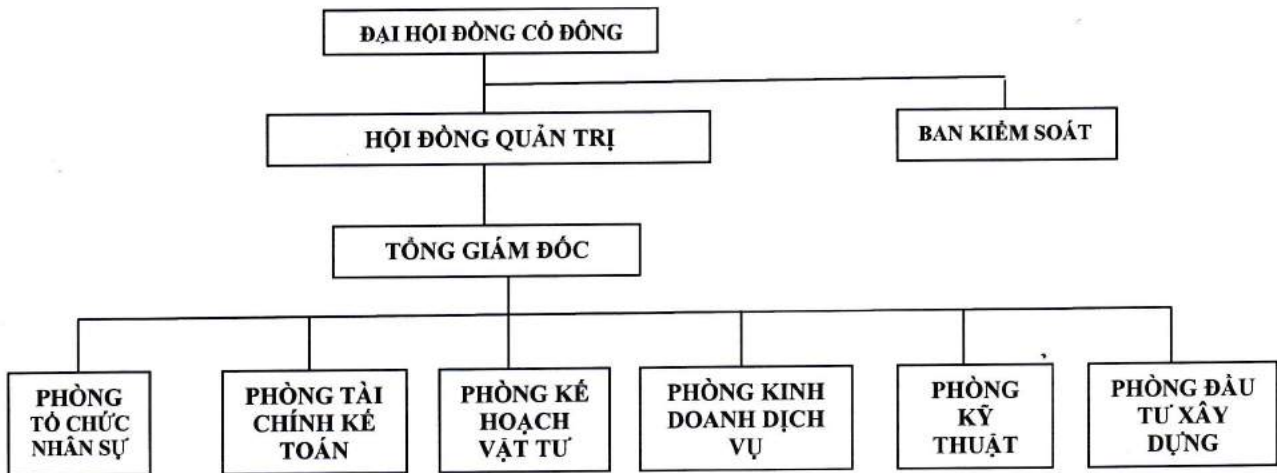 ĐẠI HỘI ĐỒNG CỔ ĐÔNG
HỘI ĐỒNG QUẢN TRỊ
BAN KIỂM SOÁT
TỔNG GIÁM ĐỐC
PHÒNG
TỔ CHỨC
NHÂN SỰ
PHÒNG TÀI
CHÍNH KẾ
TOÁN
PHÒNG KẾ
HOẠCH
VẬT TƯ
PHÒNG KINH
DOANH DỊCH
VỤ
PHÒNG
KỸ
THUẬT
PHÒNG ĐẦU
TƯ XÂY
DỰNG